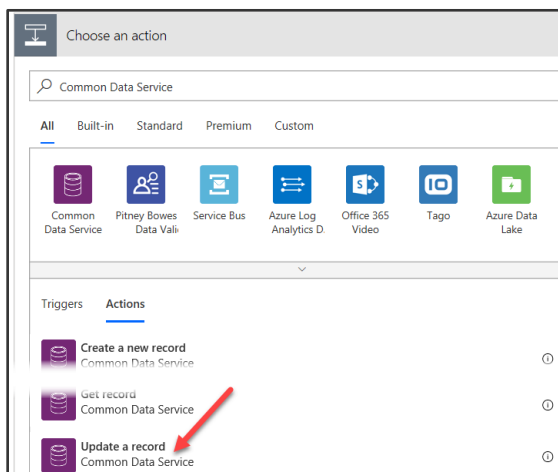 Choose an action
Common Data Service
All Built-in Standard Premium Custom
Common Data Service
Pitney Bowes Data Vali
Service Bus
Azure Log Analytics D
Office 365 Video
Tago
Azure Data Lake
Triggers Actions
Create a new record
Common Data Service
Get record
Common Data Service
Update a record
Common Data Service